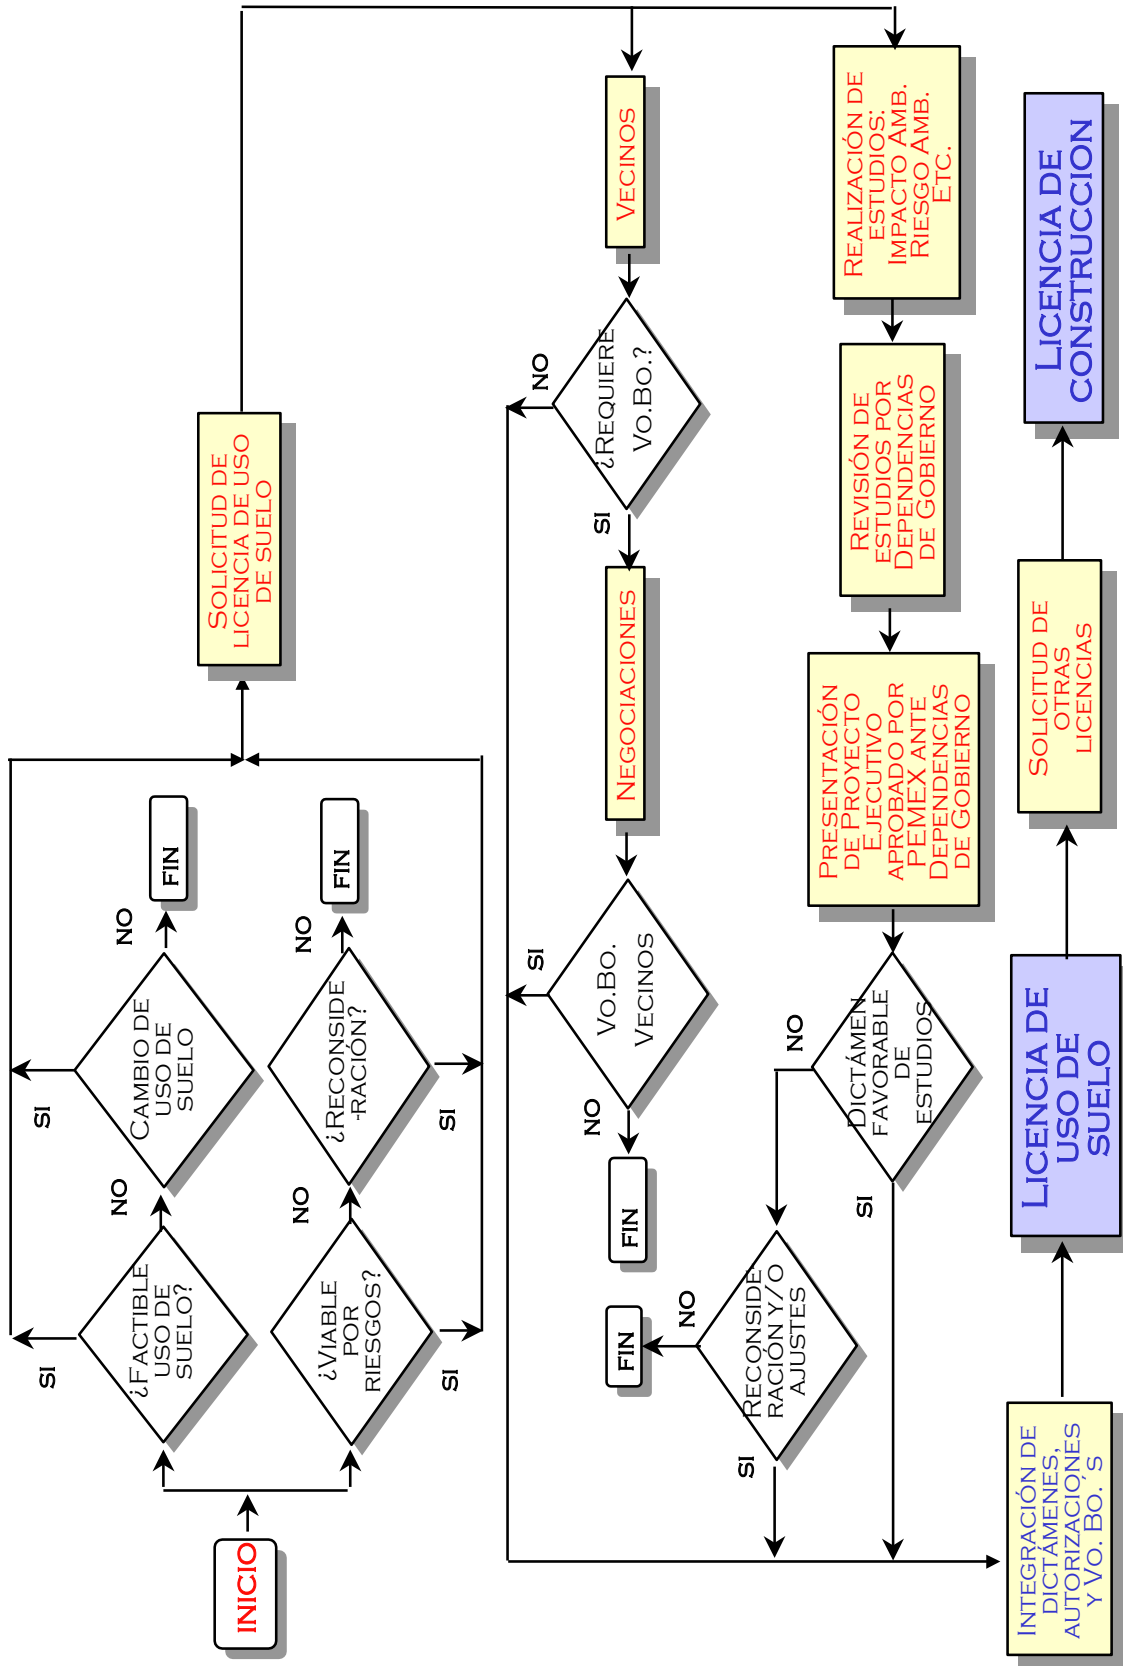 INICIO
¿FACTIBLE
USO DE
SUELO?
SI
NO
CAMBIO DE
USO DE
SUELO
SI
NO
FIN
¿VIABLE
POR
RIESGOS?
SI
NO
¿RECONSIDE
-RACIÓN?
SI
NO
FIN
SOLICITUD DE
LICENCIA DE USO
DE SUELO
VECINOS
¿REQUIERE
VO.BO.?
NO
SI
NEGOCIACIONES
VO.BO.
VECINOS
SI
NO
FIN
REALIZACIÓN DE
ESTUDIOS:
IMPACTO AMB.
RIESGO AMB.
ETC.
REVISIÓN DE
ESTUDIOS POR
DEPENDENCIAS
DE GOBIERNO
PRESENTACIÓN
DE PROYECTO
EJECUTIVO
APROBADO POR
PEMEX ANTE
DEPENDENCIAS
DE GOBIERNO
DICTÁMEN
FAVORABLE
DE
ESTUDIOS
NO
SI
RECONSIDE-
RACIÓN Y/O
AJUSTES
NO
FIN
SI
INTEGRACIÓN DE
DICTÁMENES,
AUTORIZACIONES
Y VO. BO.´S
LICENCIA DE
USO DE
SUELO
SOLICITUD DE
OTRAS
LICENCIAS
LICENCIA DE
CONSTRUCCION